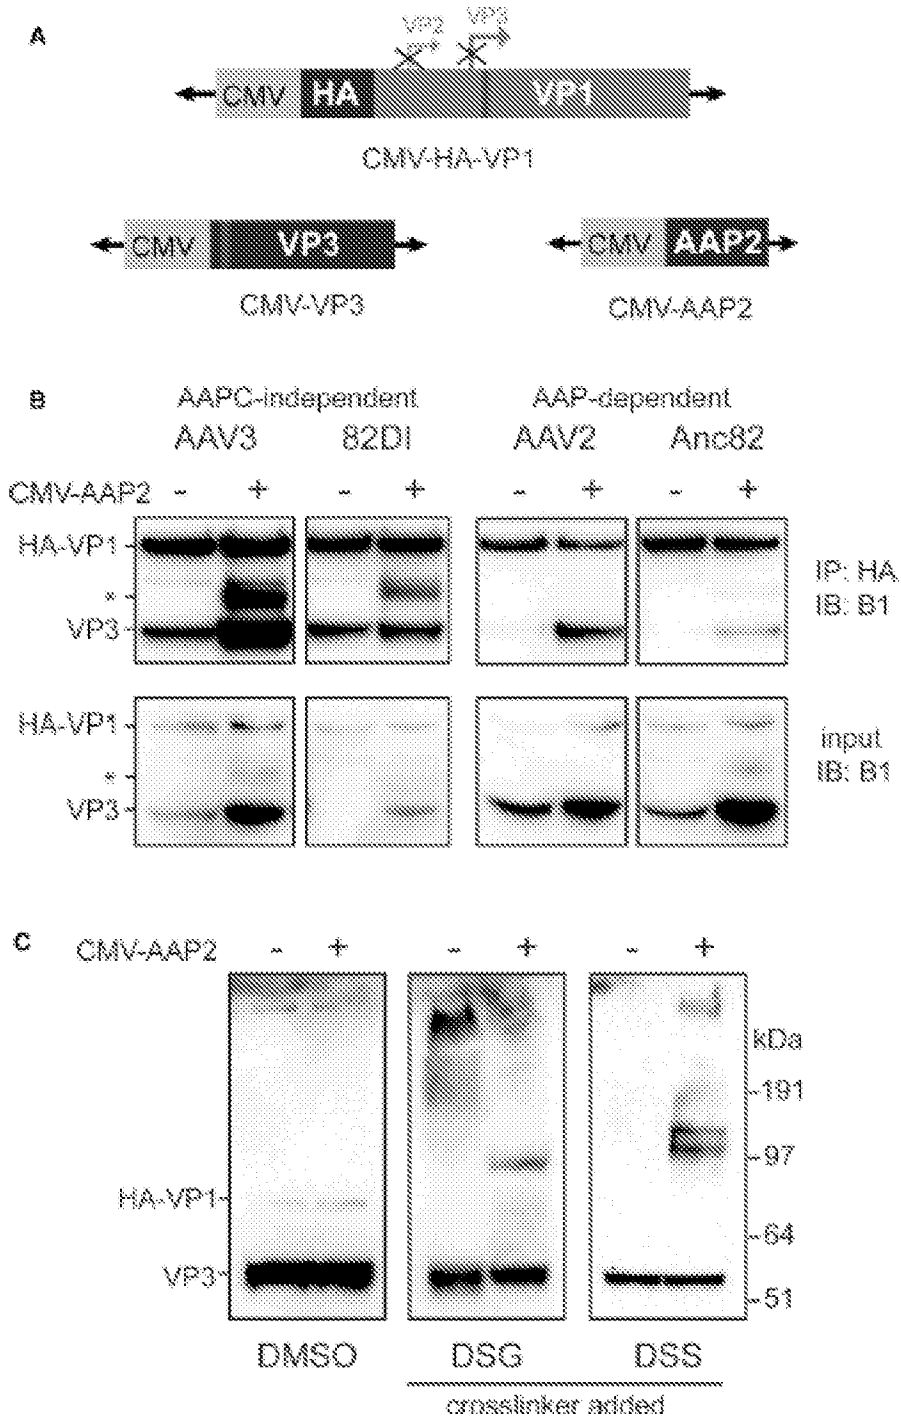 A
VP2
VP3
CMV HA VP1
CMV-HA-VP1
CMV VP3
CMV AAP2
CMV-VP3
CMV-AAP2
B
AAPC-independent AAP-dependent
AAV3 82DI AAV2 Anc82
CMV-AAP2 - + - + - + - +
HA-VP1
*
VP3
IP: HA
IB: B1
HA-VP1
*
VP3
input
IB: B1
C
CMV-AAP2 - + - + - +
kDa
191
97
HA-VP1
64
VP3
51
DMSO DSG DSS
crosslinker added